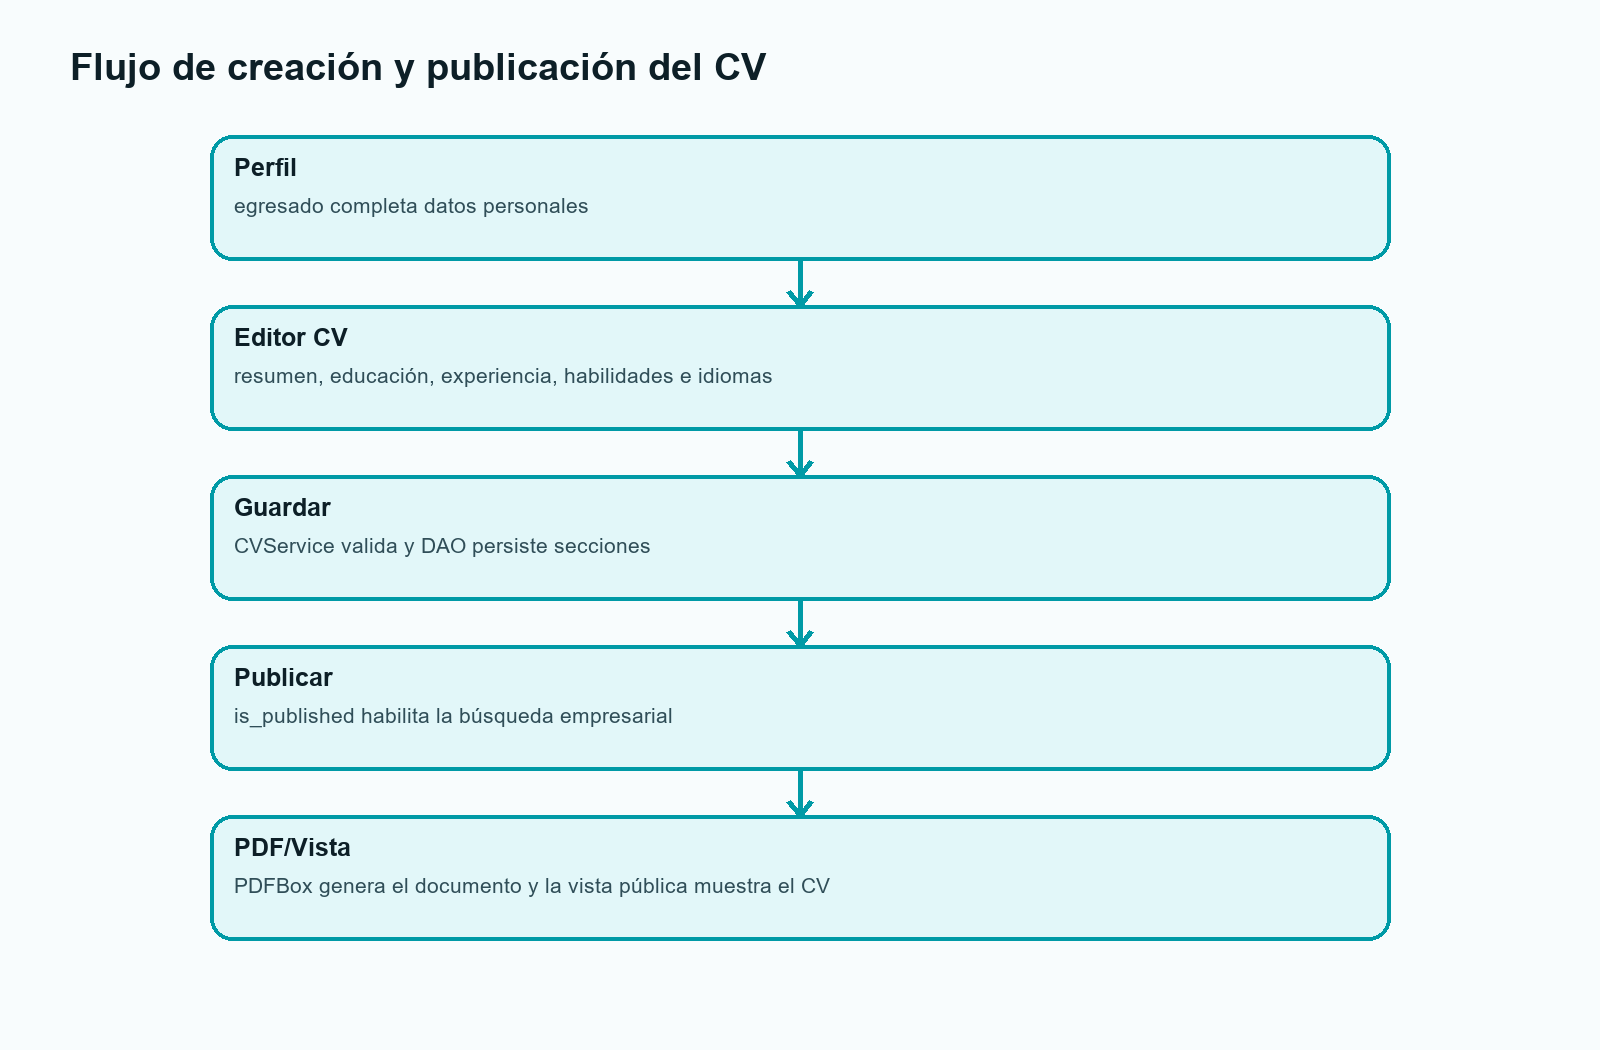 Flujo de creación y publicación del CV
Perfil
egresado completa datos personales
Editor CV
resumen, educación, experiencia, habilidades e idiomas
Guardar
CVService valida y DAO persiste secciones
Publicar
is_published habilita la búsqueda empresarial
PDF/Vista
PDFBox genera el documento y la vista pública muestra el CV